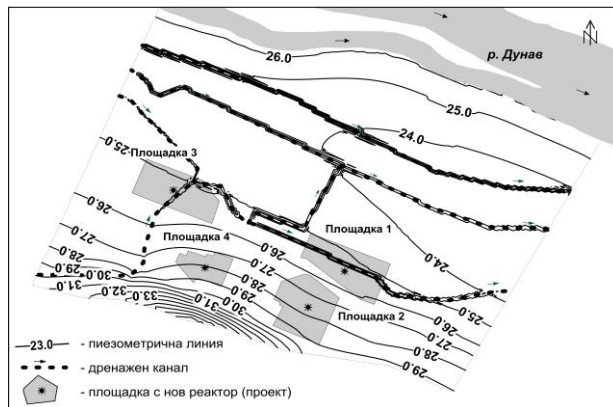 N
р. Дунав
26.0
25.0
24.0
Площадка 3
25.0
26.0
27.0
28.0
29.0
30.0
31.0
32.0
33.0
31.0
30.0
29.0
28.0
27.0
26.0
Площадка 4
Площадка 1
24.0
25.0
26.0
27.0
28.0
29.0
Площадка 2
23.0 - пиезометрична линия
- дренажен канал
- площадка с нов реактор (проект)